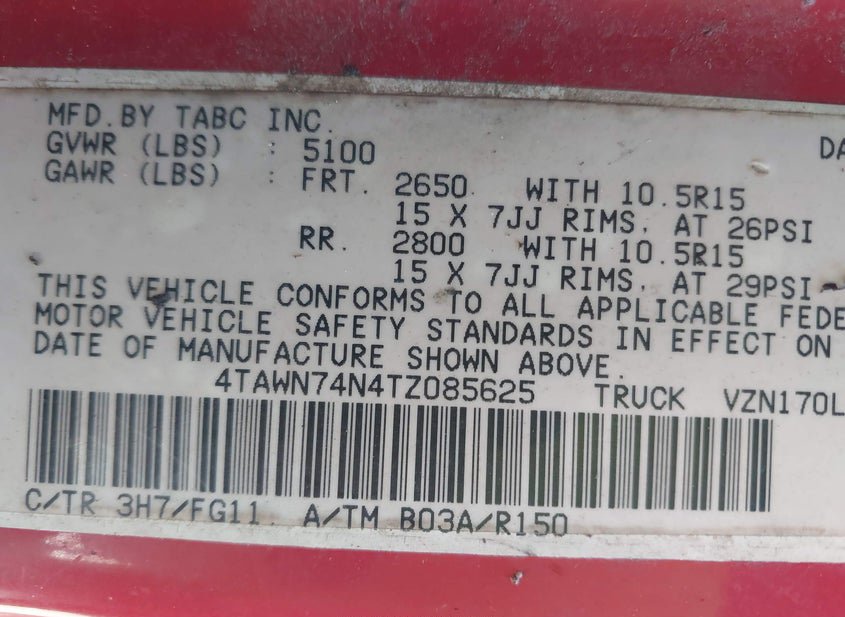 MFD.BY TABC INC.
DA
GVWR (LBS) : 5100
GAWR (LBS) : FRT. 2650 WITH 10.5R15
15 X 7JJ RIMS, AT 26PSI
RR. 2800 WITH 10.5R15
15 X 7JJ RIMS, AT 29PSI
THIS VEHICLE CONFORMS TO ALL APPLICABLE FEDE
MOTOR VEHICLE SAFETY STANDARDS IN EFFECT ON
DATE OF MANUFACTURE SHOWN ABOVE.
4TAWN74N4TZ085625 TRUCK VZN170L
C/TR 3H7/FG11 A/TM B03A/R150